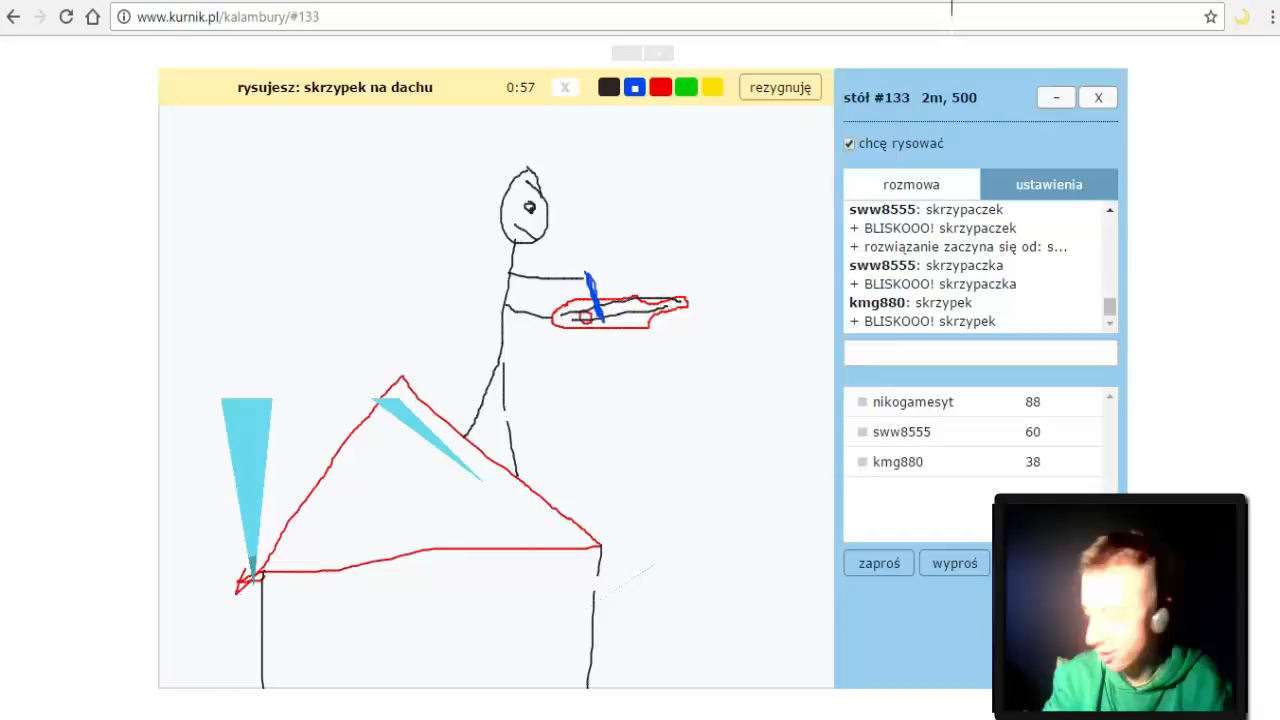 www.kurnik.pl/kalambury/#133
rysujesz: skrzypek na dachu
0:57
X
rezygnuję
stół #133 2m, 500
–
X
chcę rysować
rozmowa
ustawienia
sww8555: skrzypaczek
+ BLISKOOO! skrzypaczek
+ rozwiązanie zaczyna się od: s...
sww8555: skrzypaczka
+ BLISKOOO! skrzypaczka
kmg880: skrzypek
+ BLISKOOO! skrzypek
nikogamesyt 88
sww8555 60
kmg880 38
zaproś
wyproś